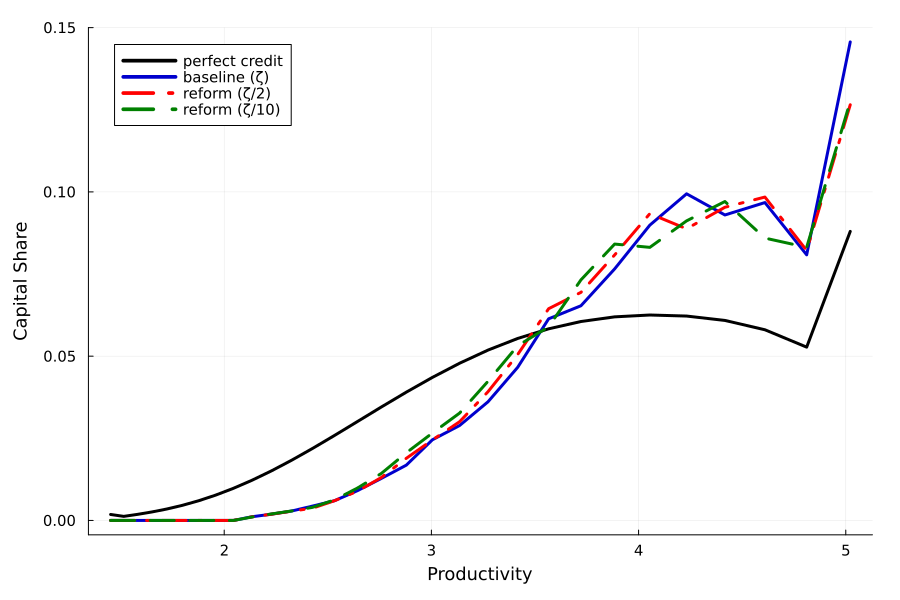 0.15
perfect credit
baseline (ζ)
reform (ζ/2)
reform (ζ/10)
0.10
Capital Share
0.05
0.00
2 3 4 5
Productivity